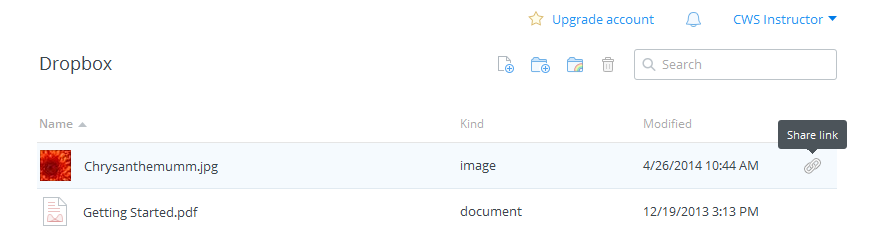 Upgrade account CWS Instructor
Dropbox Search
Name Kind Modified
Share link
Chrysanthemumm.jpg image 4/26/2014 10:44 AM
Getting Started.pdf document 12/19/2013 3:13 PM